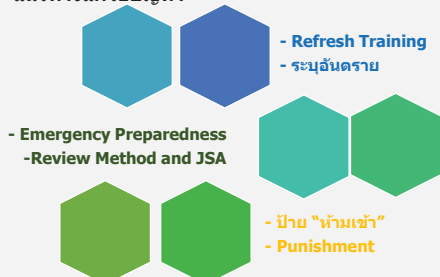 - Refresh Training
- ระบุอันตราย
- Emergency Preparedness
-Review Method and JSA
- ป้าย “ห้ามเข้า”
- Punishment